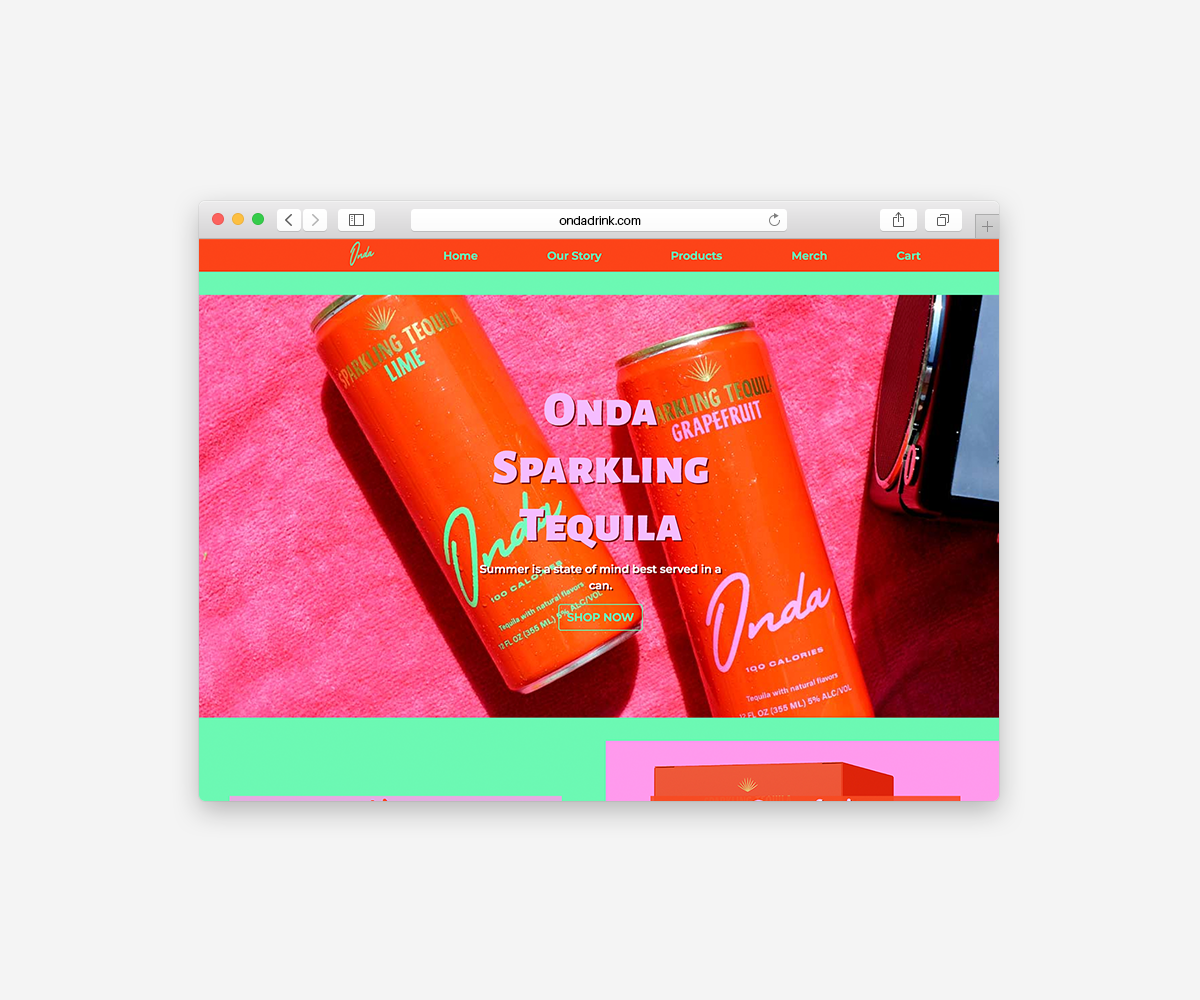 ondadrink.com
Onda
Home
Our Story
Products
Merch
Cart
SPARKLING TEQUILA
LIME
SPARKLING TEQUILA
GRAPEFRUIT
Onda
Sparkling
Tequila
Onda
Summer is a state of mind best served in a
can.
SHOP NOW
100 CALORIES
Tequila with natural flavors
12 FL OZ (355 ML) 5% ALC/VOL
Onda
100 CALORIES
Tequila with natural flavors
12 FL OZ (355 ML) 5% ALC/VOL